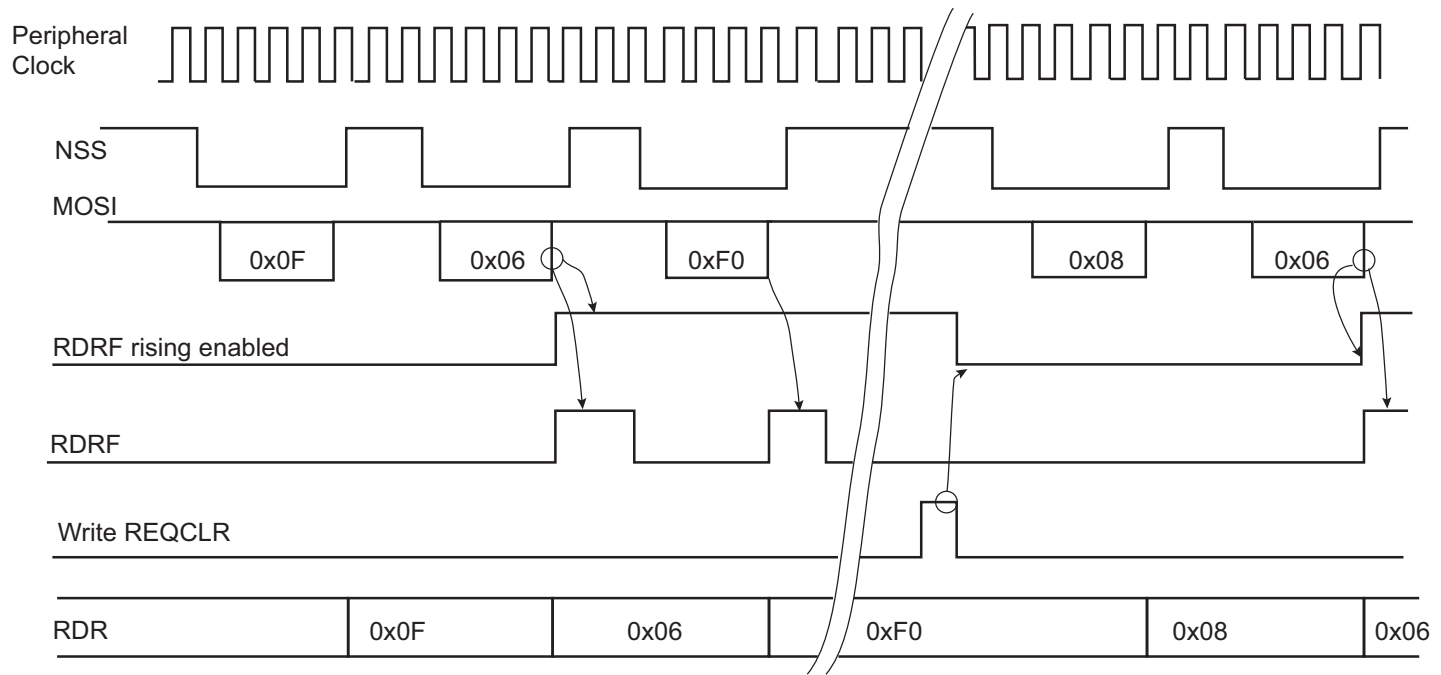 Peripheral
Clock
NSS
MOSI
0x0F
0x06
0xF0
0x08
0x06
RDRF rising enabled
RDRF
Write REQCLR
RDR
0x0F
0x06
0xF0
0x08
0x06